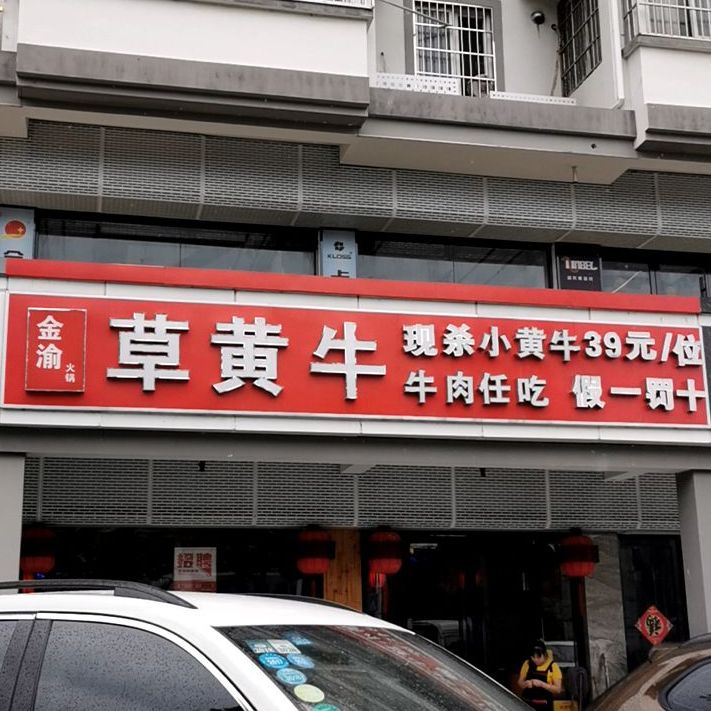 金渝
火锅
草黄牛
现杀小黄牛39元/位
牛肉任吃 假一罚十
KLOSS
招聘